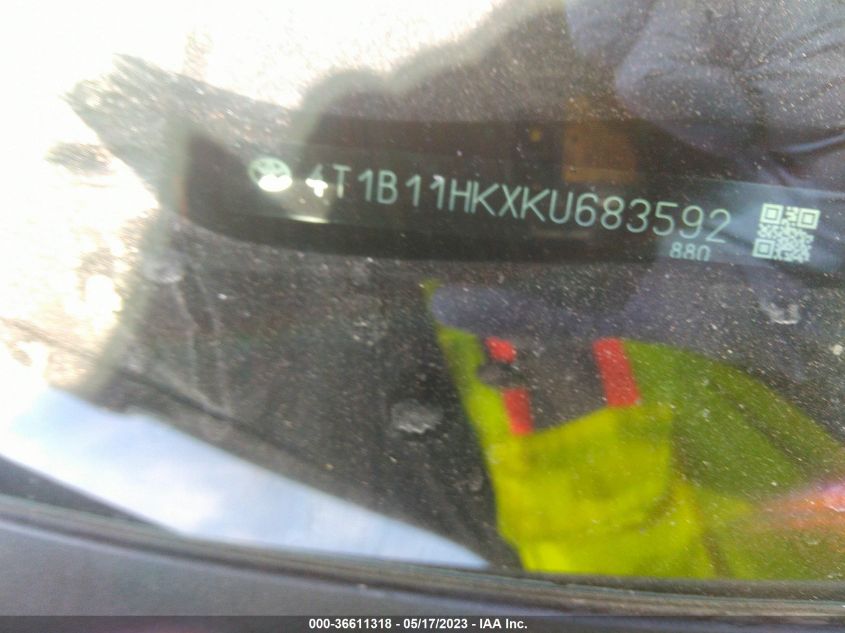 4T1B11HKXKU683592
880
000-36611318 - 05/17/2023 - IAA Inc.